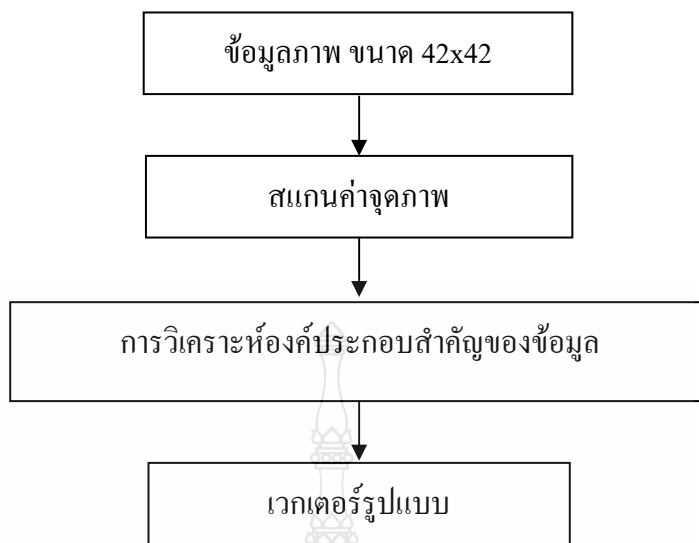 ข้อมูลภาพ ขนาด 42x42
สแกนค่าจุดภาพ
การวิเคราะห์องค์ประกอบสำคัญของข้อมูล
เวกเตอร์รูปแบบ